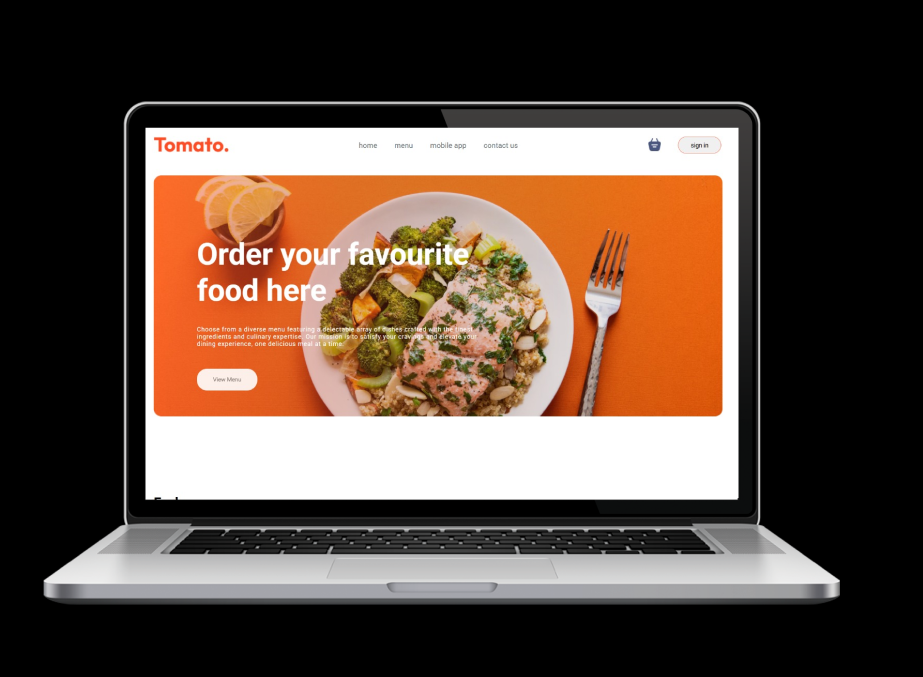 Tomato.
home menu mobile app contact us
sign in
Order your favourite
food here
Choose from a diverse menu featuring a delectable array of dishes crafted with the finest
ingredients and culinary expertise. Our mission is to satisfy your cravings and elevate your
dining experience, one delicious meal at a time.
View Menu